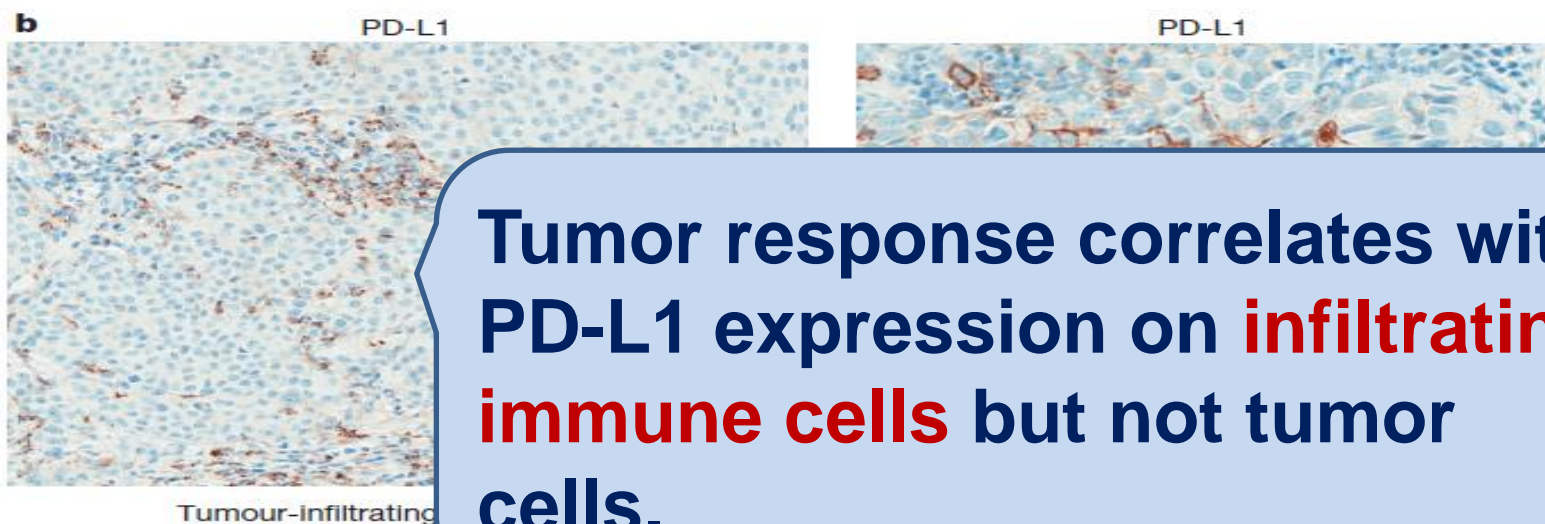 b
PD-L1
PD-L1
Tumor response correlates wit
PD-L1 expression on infiltratin
immune cells but not tumor
cells.
Tumour-infiltrating